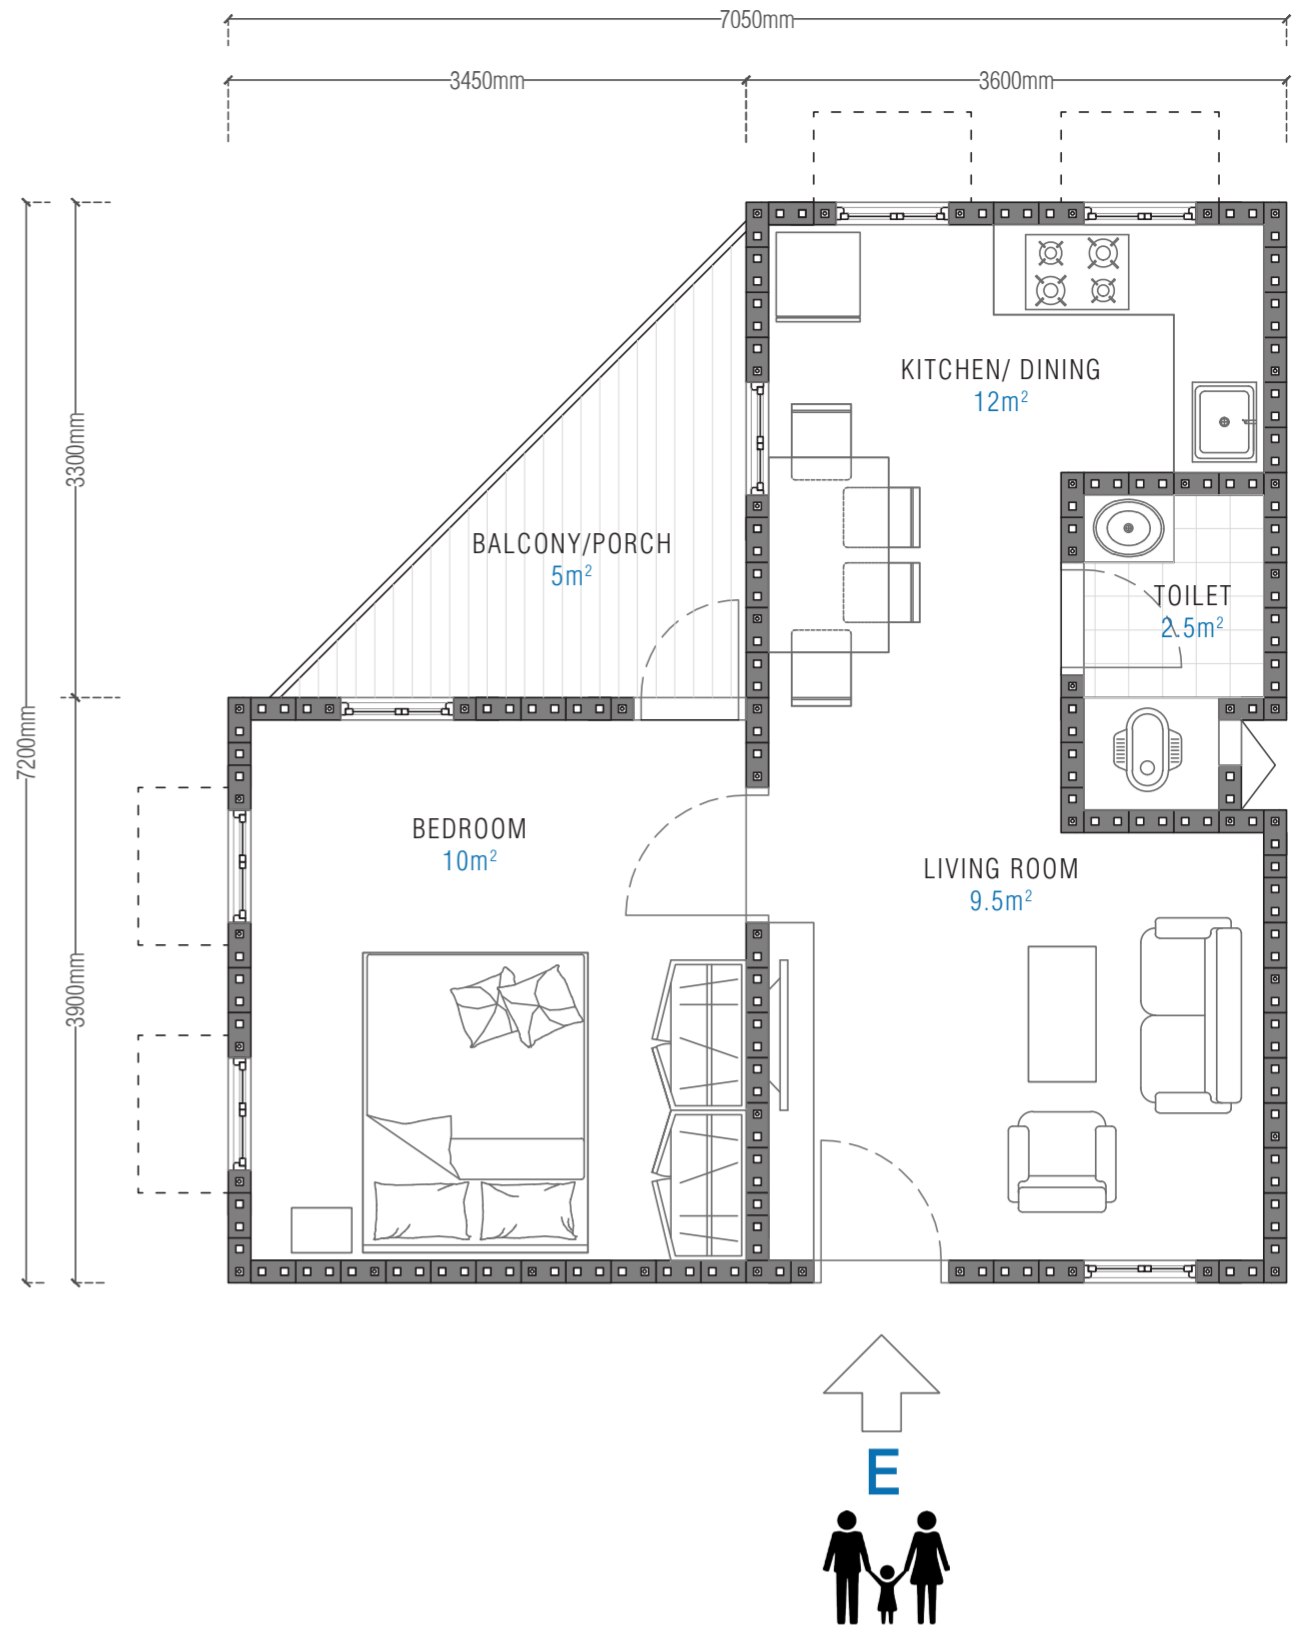 7050mm
3450mm
3600mm
KITCHEN/ DINING
12m²
3300mm
BALCONY/PORCH
5m²
TOILET
2.5m²
7200mm
BEDROOM
10m²
LIVING ROOM
9.5m²
3900mm
E